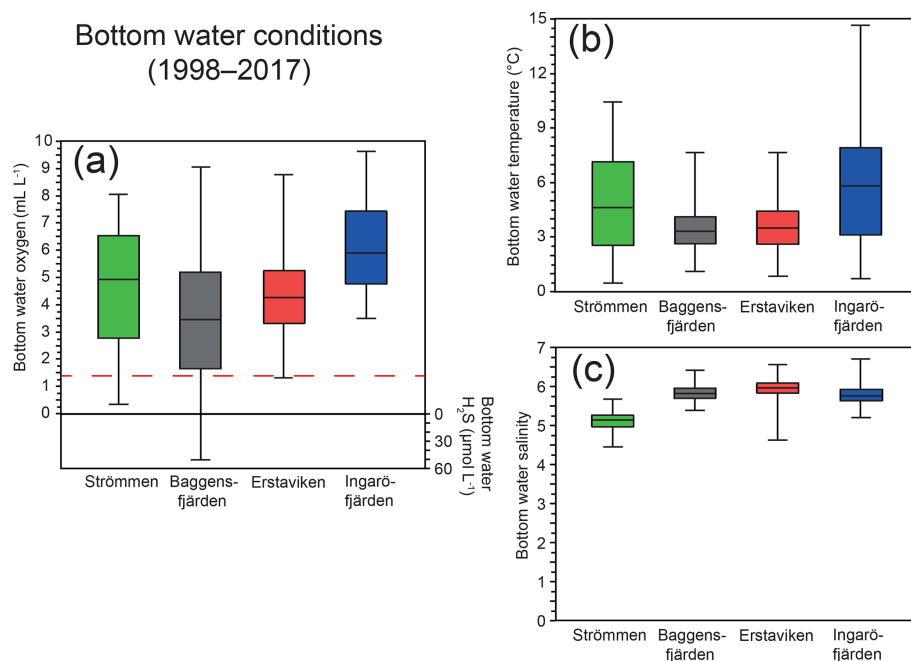 Bottom water conditions
(1998–2017)
(a)
Bottom water oxygen (mL L-1)
10
9
8
7
6
5
4
3
2
1
0
Bottom water
H2S (μmol L-1)
0
30
60
Strömmen
Baggens-
fjärden
Erstaviken
Ingarö-
fjärden
(b)
Bottom water temperature (°C)
15
12
9
6
3
0
Strömmen
Baggens-
fjärden
Erstaviken
Ingarö-
fjärden
(c)
Bottom water salinity
7
6
5
4
3
2
1
0
Strömmen
Baggens-
fjärden
Erstaviken
Ingarö-
fjärden